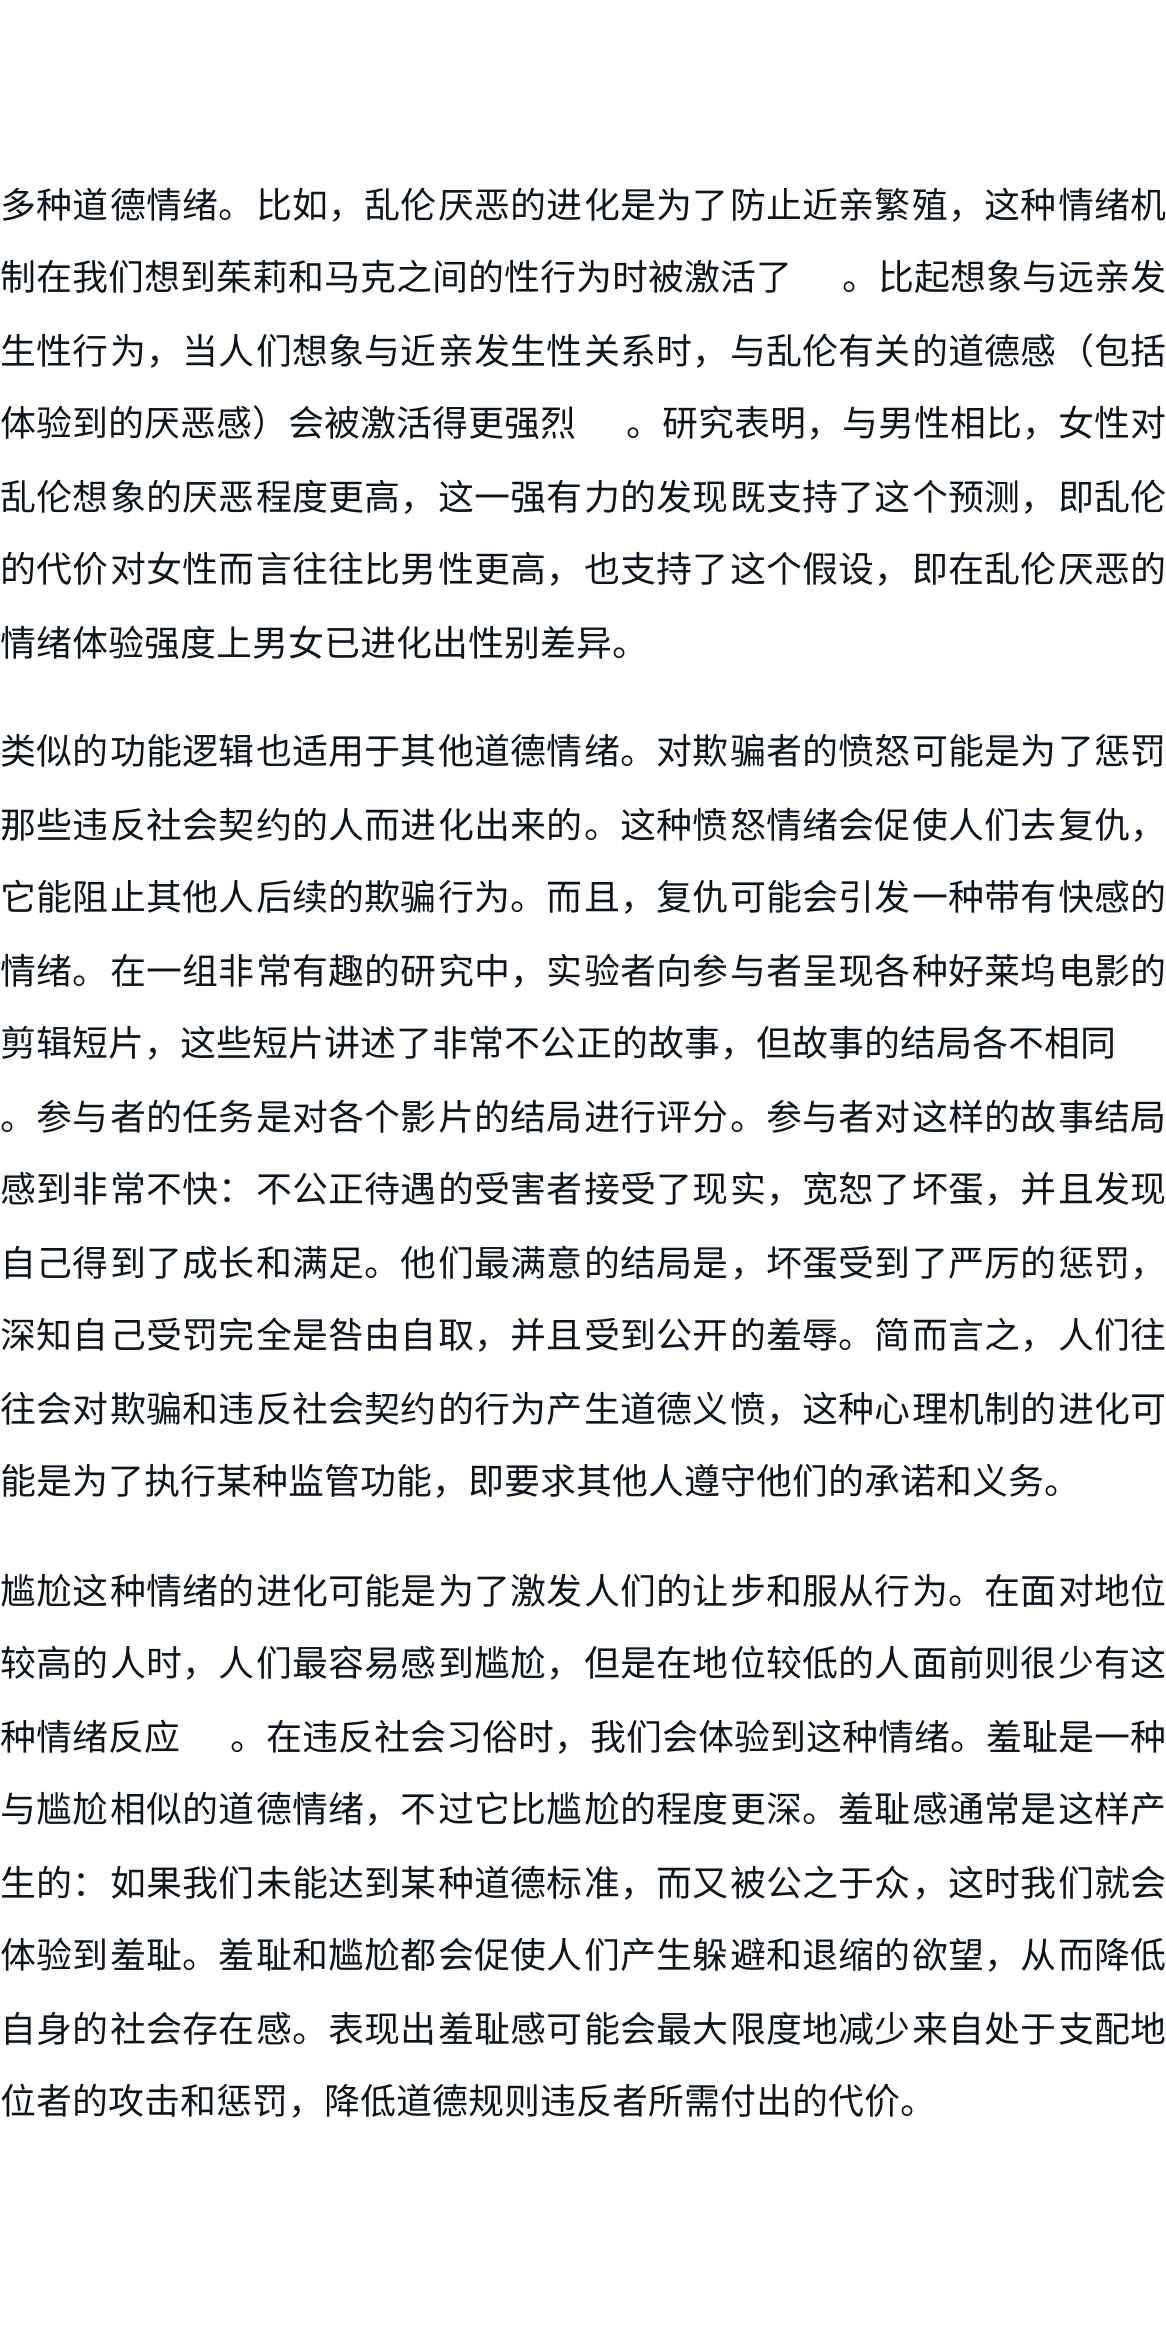 多种道德情绪。比如，乱伦厌恶的进化是为了防止近亲繁殖，这种情绪机
制在我们想到茱莉和马克之间的性行为时被激活了 。比起想象与远亲发
生性行为，当人们想象与近亲发生性关系时，与乱伦有关的道德感（包括
体验到的厌恶感）会被激活得更强烈 。研究表明，与男性相比，女性对
乱伦想象的厌恶程度更高，这一强有力的发现既支持了这个预测，即乱伦
的代价对女性而言往往比男性更高，也支持了这个假设，即在乱伦厌恶的
情绪体验强度上男女已进化出性别差异。
类似的功能逻辑也适用于其他道德情绪。对欺骗者的愤怒可能是为了惩罚
那些违反社会契约的人而进化出来的。这种愤怒情绪会促使人们去复仇，
它能阻止其他人后续的欺骗行为。而且，复仇可能会引发一种带有快感的
情绪。在一组非常有趣的研究中，实验者向参与者呈现各种好莱坞电影的
剪辑短片，这些短片讲述了非常不公正的故事，但故事的结局各不相同
。参与者的任务是对各个影片的结局进行评分。参与者对这样的故事结局
感到非常不快：不公正待遇的受害者接受了现实，宽恕了坏蛋，并且发现
自己得到了成长和满足。他们最满意的结局是，坏蛋受到了严厉的惩罚，
深知自己受罚完全是咎由自取，并且受到公开的羞辱。简而言之，人们往
往会对欺骗和违反社会契约的行为产生道德义愤，这种心理机制的进化可
能是为了执行某种监管功能，即要求其他人遵守他们的承诺和义务。
尴尬这种情绪的进化可能是为了激发人们的让步和服从行为。在面对地位
较高的人时，人们最容易感到尴尬，但是在地位较低的人面前则很少有这
种情绪反应 。在违反社会习俗时，我们会体验到这种情绪。羞耻是一种
与尴尬相似的道德情绪，不过它比尴尬的程度更深。羞耻感通常是这样产
生的：如果我们未能达到某种道德标准，而又被公之于众，这时我们就会
体验到羞耻。羞耻和尴尬都会促使人们产生躲避和退缩的欲望，从而降低
自身的社会存在感。表现出羞耻感可能会最大限度地减少来自处于支配地
位者的攻击和惩罚，降低道德规则违反者所需付出的代价。